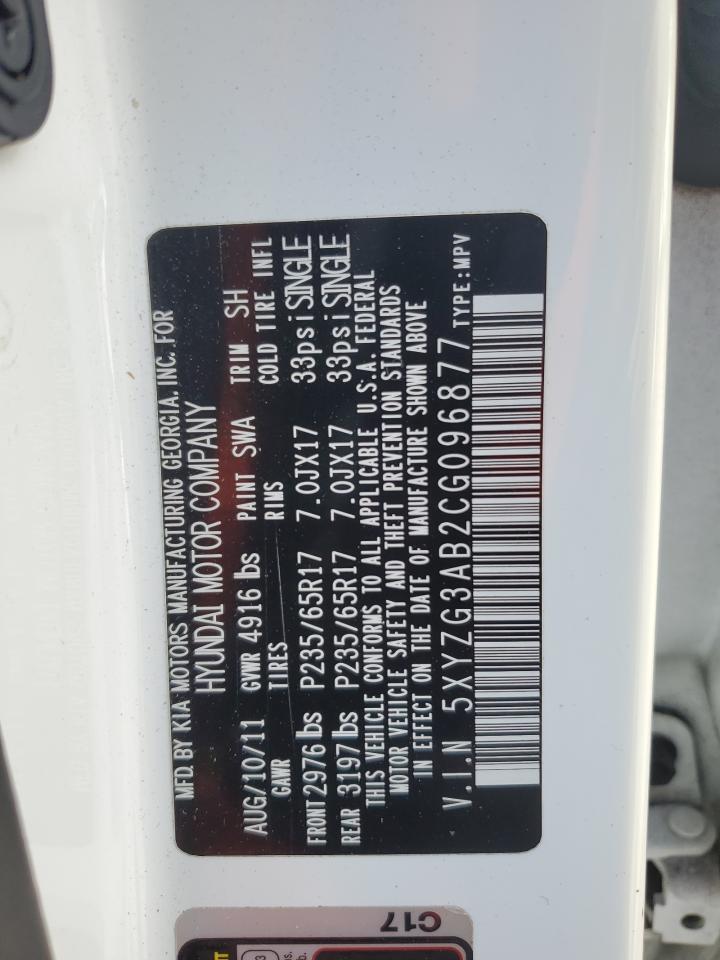 MFD. BY KIA MOTORS MANUFACTURING GEORGIA, INC. FOR
HYUNDAI MOTOR COMPANY
AUG/10/11 GVWR 4916 lbs PAINT SWA TRIM SH
GAWR TIRES RIMS COLD TIRE INFL
FRONT 2976 lbs P235/65R17 7.0JX17 33psi SINGLE
REAR 3197 lbs P235/65R17 7.0JX17 33psi SINGLE
THIS VEHICLE CONFORMS TO ALL APPLICABLE U.S.A. FEDERAL
MOTOR VEHICLE SAFETY AND THEFT PREVENTION STANDARDS
IN EFFECT ON THE DATE OF MANUFACTURE SHOWN ABOVE
V.I.N 5XYZG3AB2CG096877 TYPE:MPV
C17